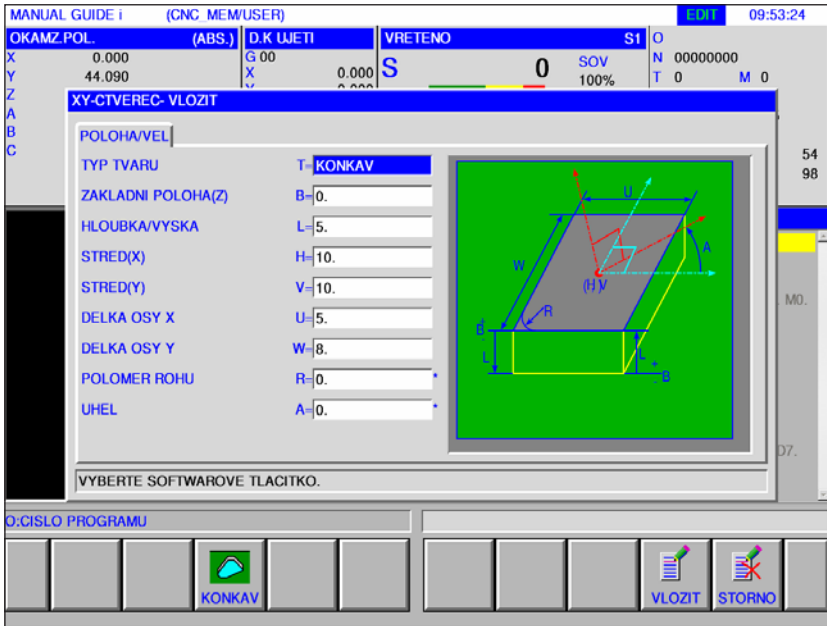 MANUAL GUIDE i (CNC_MEM/USER) EDIT 09:53:24
OKAMZ.POL. (ABS.) D.K UJETI VRETENO S1 O
X 0.000 G 00 S 0 SOV 100% N 00000000
Y 44.090 X 0.000 T 0 M 0
Z
A
B
C
54
98
XY-CTVEREC- VLOZIT
POLOHA/VEL
TYP TVARU T=KONKAV
ZAKLADNI POLOHA(Z) B=0.
HLOUBKA/VYSKA L=5.
STRED(X) H=10.
STRED(Y) V=10.
DELKA OSY X U=5.
DELKA OSY Y W=8.
POLOMER ROHU R=0. *
UHEL A=0. *
U
W
A
(H,V)
R
B
+
-
L
L
+
-
B
M0.
D7.
VYBERTE SOFTWAROVE TLACITKO.
O:CISLO PROGRAMU
KONKAV VLOZIT STORNO